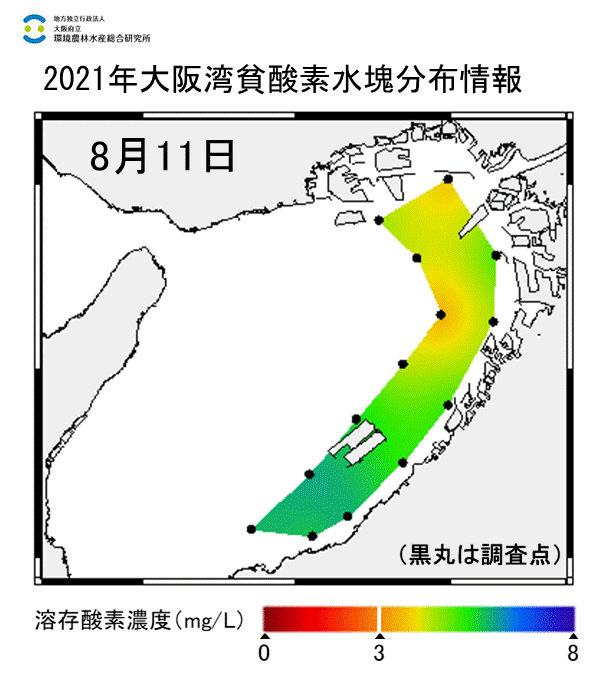 地方独立行政法人
大阪府立
環境農林水産総合研究所
2021年大阪湾貧酸素水塊分布情報
8月11日
（黒丸は調査点）
溶存酸素濃度(mg/L)
0 3 8